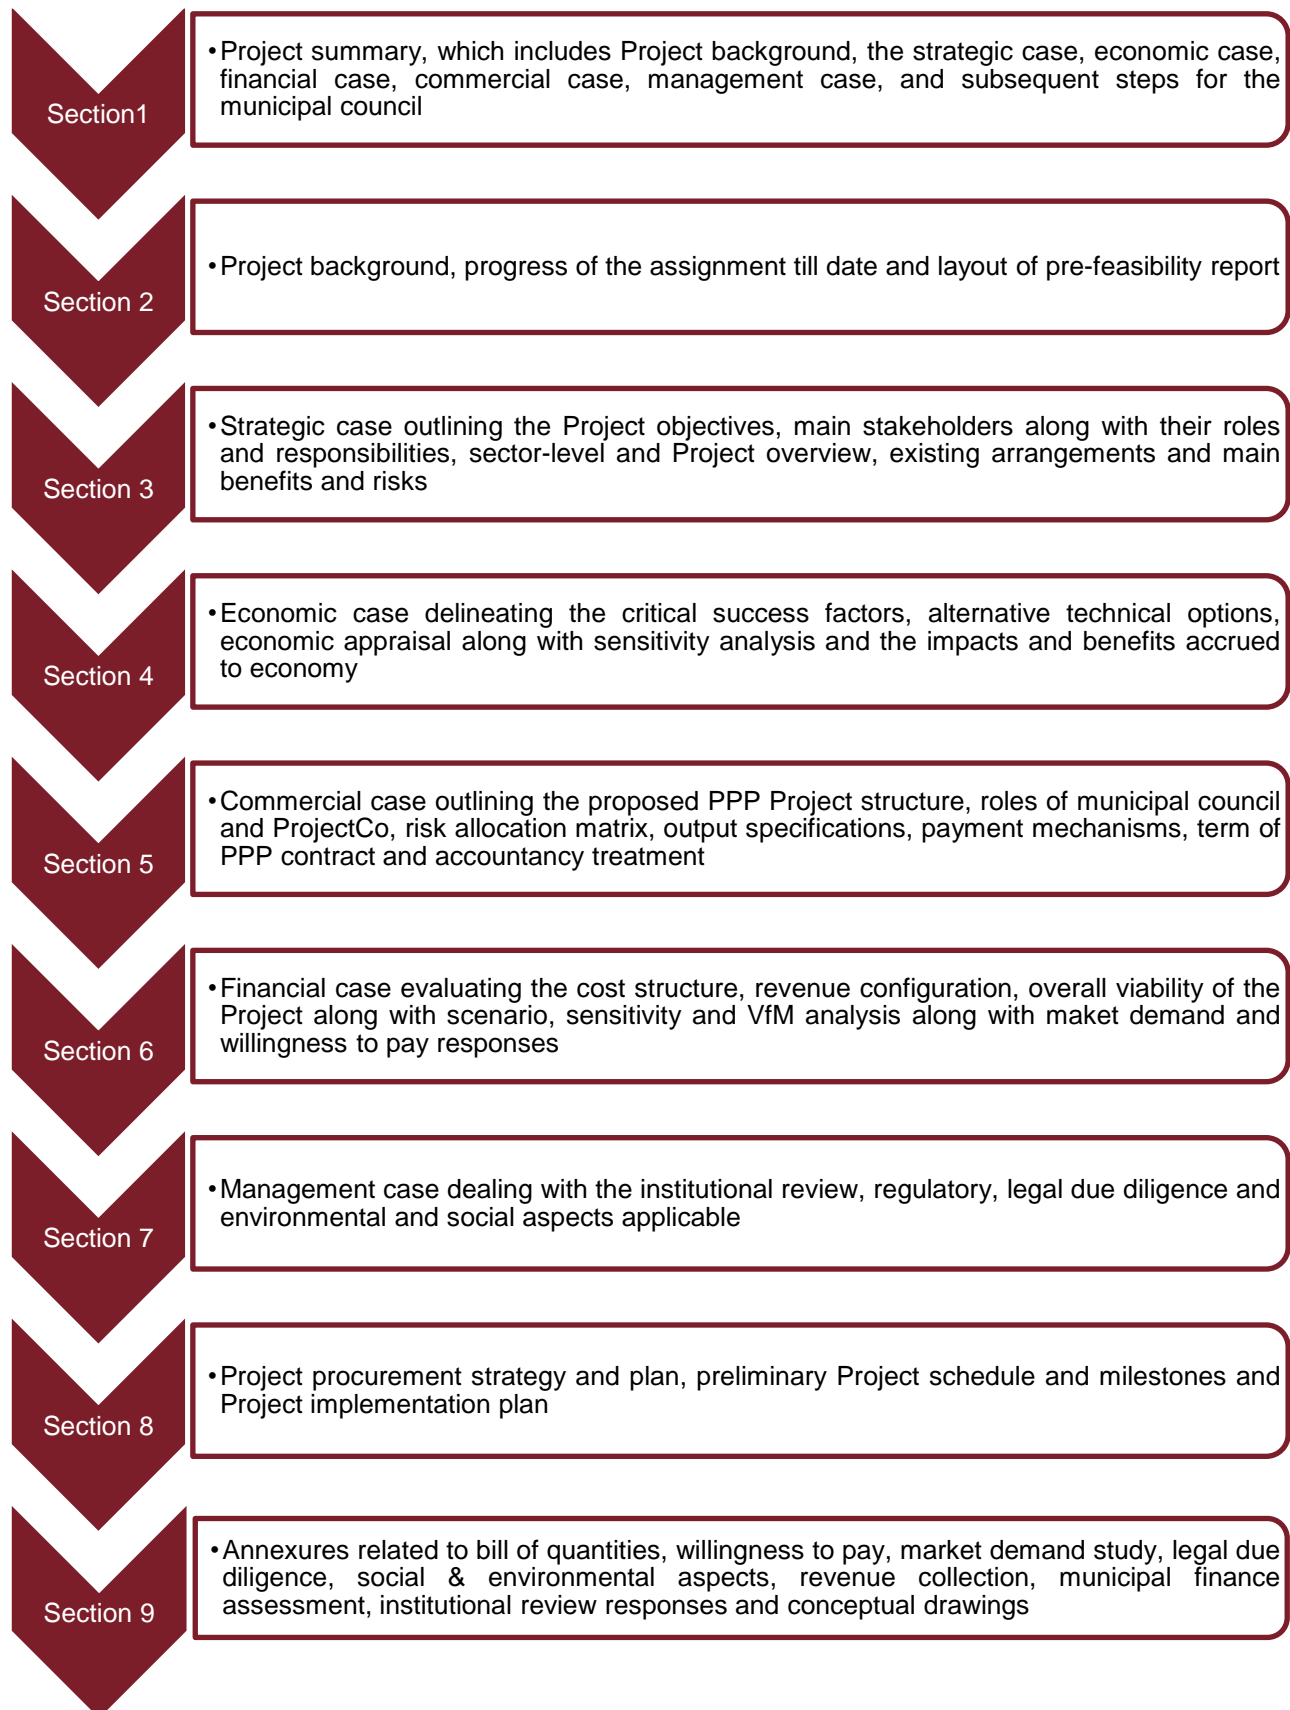 Section1
•Project summary, which includes Project background, the strategic case, economic case,
financial case, commercial case, management case, and subsequent steps for the
municipal council
Section 2
•Project background, progress of the assignment till date and layout of pre-feasibility report
Section 3
•Strategic case outlining the Project objectives, main stakeholders along with their roles
and responsibilities, sector-level and Project overview, existing arrangements and main
benefits and risks
Section 4
•Economic case delineating the critical success factors, alternative technical options,
economic appraisal along with sensitivity analysis and the impacts and benefits accrued
to economy
Section 5
•Commercial case outlining the proposed PPP Project structure, roles of municipal council
and ProjectCo, risk allocation matrix, output specifications, payment mechanisms, term of
PPP contract and accountancy treatment
Section 6
•Financial case evaluating the cost structure, revenue configuration, overall viability of the
Project along with scenario, sensitivity and VfM analysis along with maket demand and
willingness to pay responses
Section 7
•Management case dealing with the institutional review, regulatory, legal due diligence and
environmental and social aspects applicable
Section 8
•Project procurement strategy and plan, preliminary Project schedule and milestones and
Project implementation plan
Section 9
•Annexures related to bill of quantities, willingness to pay, market demand study, legal due
diligence, social & environmental aspects, revenue collection, municipal finance
assessment, institutional review responses and conceptual drawings